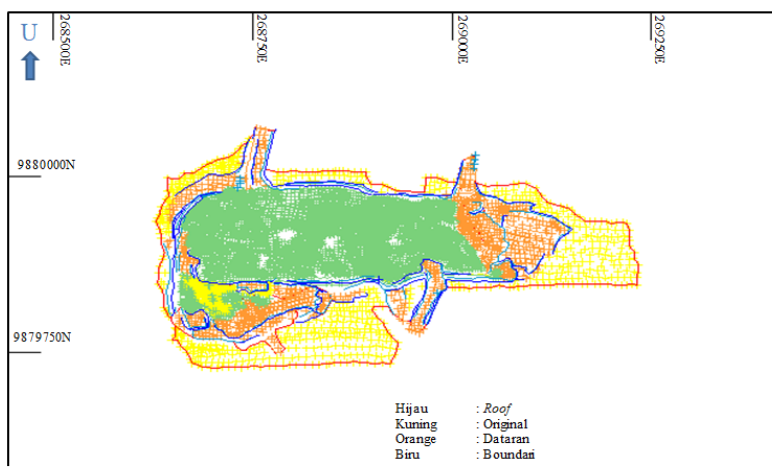 U
268500E
268750E
269000E
269250E
9880000N
9879750N
Hijau : Roof
Kuning : Original
Orange : Dataran
Biru : Boundari